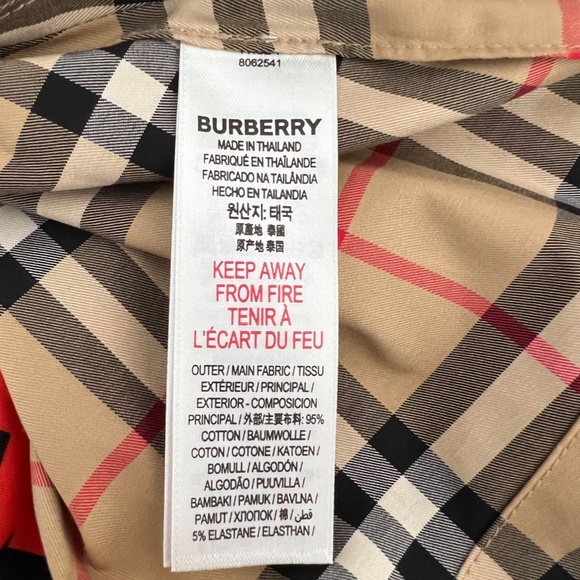 8062541
BURBERRY
MADE IN THAILAND
FABRIQUÉ EN THAÏLANDE
FABRICADO NA TAILÂNDIA
HECHO EN TAILANDIA
원산지: 태국
原產地 泰國
原产地 泰国
KEEP AWAY
FROM FIRE
TENIR À
L'ÉCART DU FEU
OUTER / MAIN FABRIC / TISSU
EXTÉRIEUR / PRINCIPAL /
EXTERIOR - COMPOSICION
PRINCIPAL / 外部/主要布料: 95%
COTTON / BAUMWOLLE /
COTON / COTONE / KATOEN /
BOMULL / ALGODÓN /
ALGODÃO / PUUVILLA /
BAMBAKI / PAMUK / BAVLNA /
PAMUT / ХЛОПОК / 棉 / قطن /
5% ELASTANE / ELASTHAN /